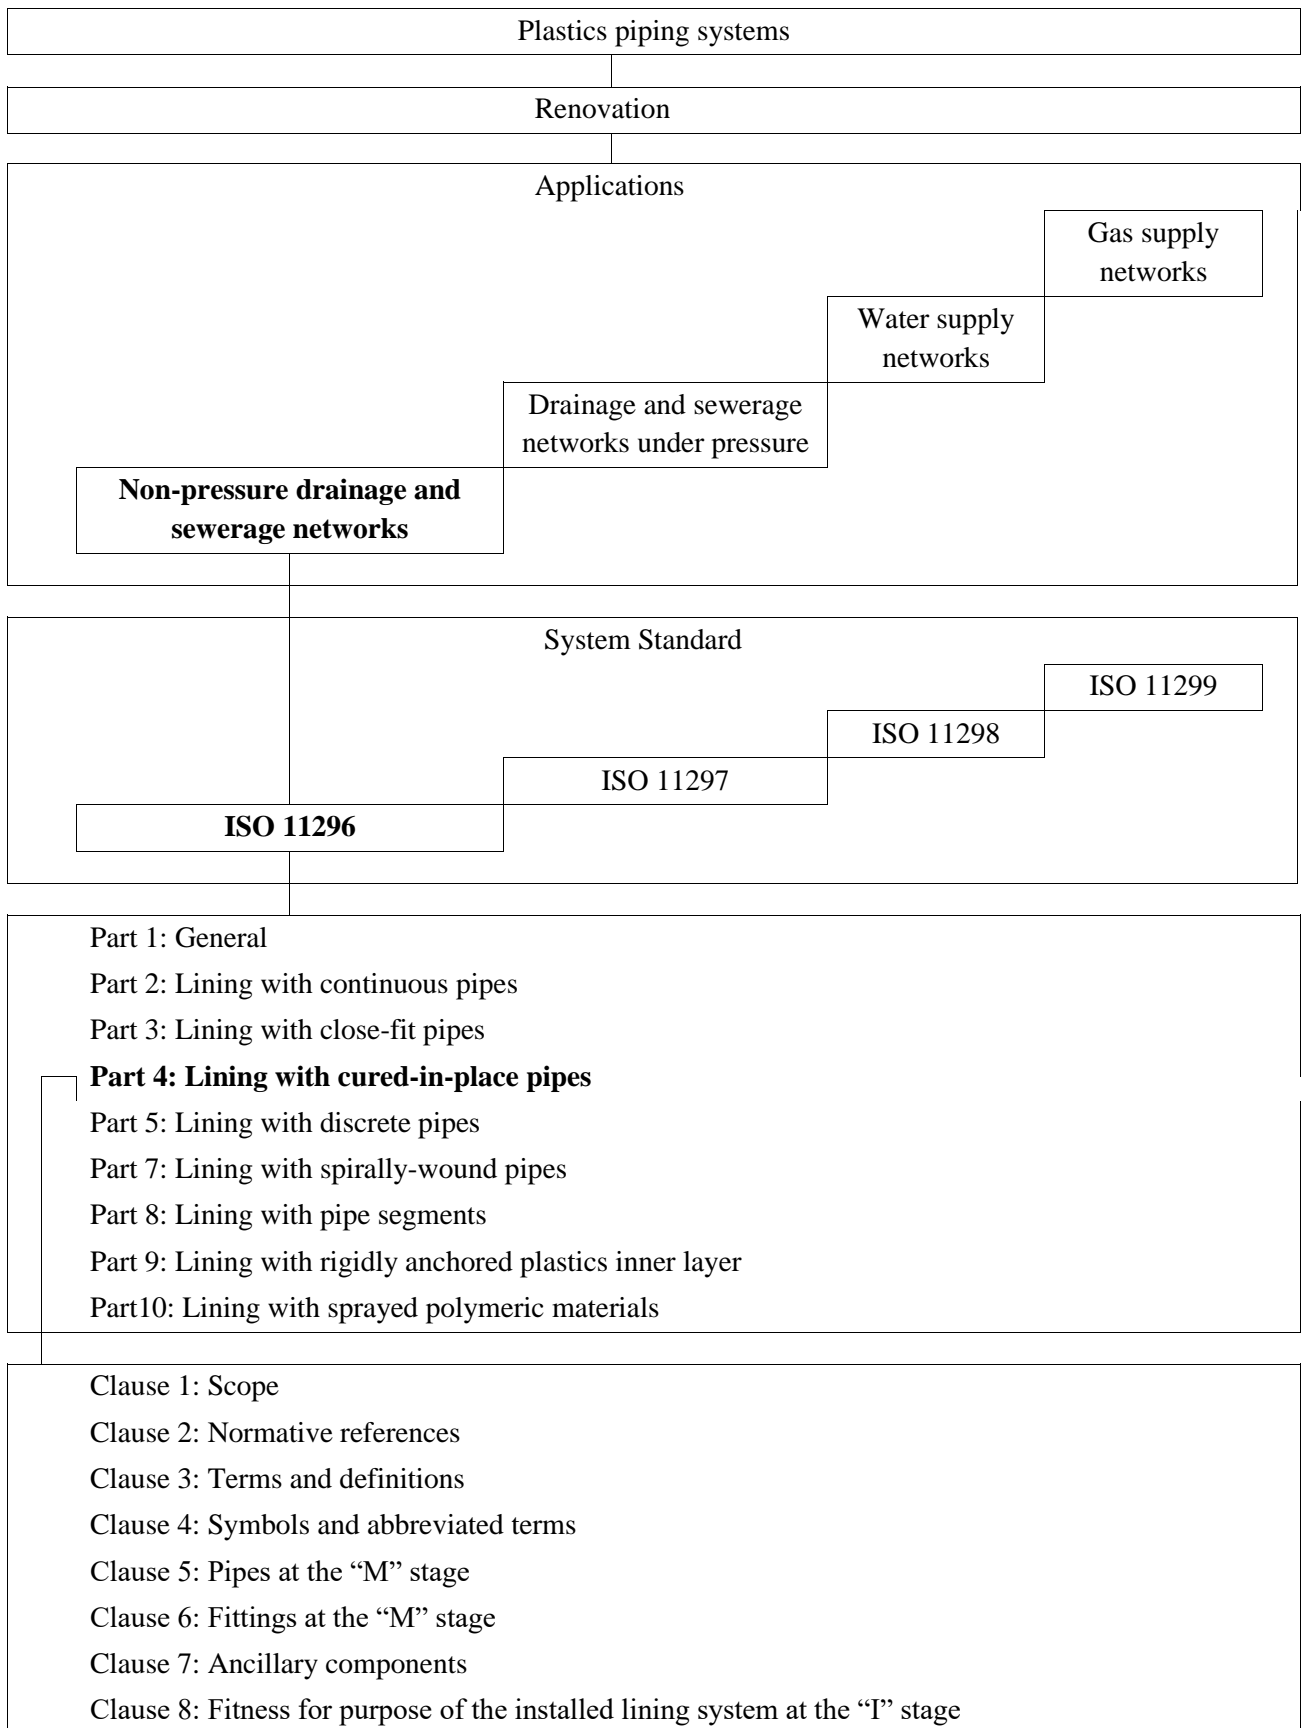 Plastics piping systems
Renovation
Applications
Gas supply
networks
Water supply
networks
Drainage and sewerage
networks under pressure
Non-pressure drainage and
sewerage networks
System Standard
ISO 11299
ISO 11298
ISO 11297
ISO 11296
Part 1: General
Part 2: Lining with continuous pipes
Part 3: Lining with close-fit pipes
Part 4: Lining with cured-in-place pipes
Part 5: Lining with discrete pipes
Part 7: Lining with spirally-wound pipes
Part 8: Lining with pipe segments
Part 9: Lining with rigidly anchored plastics inner layer
Part10: Lining with sprayed polymeric materials
Clause 1: Scope
Clause 2: Normative references
Clause 3: Terms and definitions
Clause 4: Symbols and abbreviated terms
Clause 5: Pipes at the “M” stage
Clause 6: Fittings at the “M” stage
Clause 7: Ancillary components
Clause 8: Fitness for purpose of the installed lining system at the “I” stage